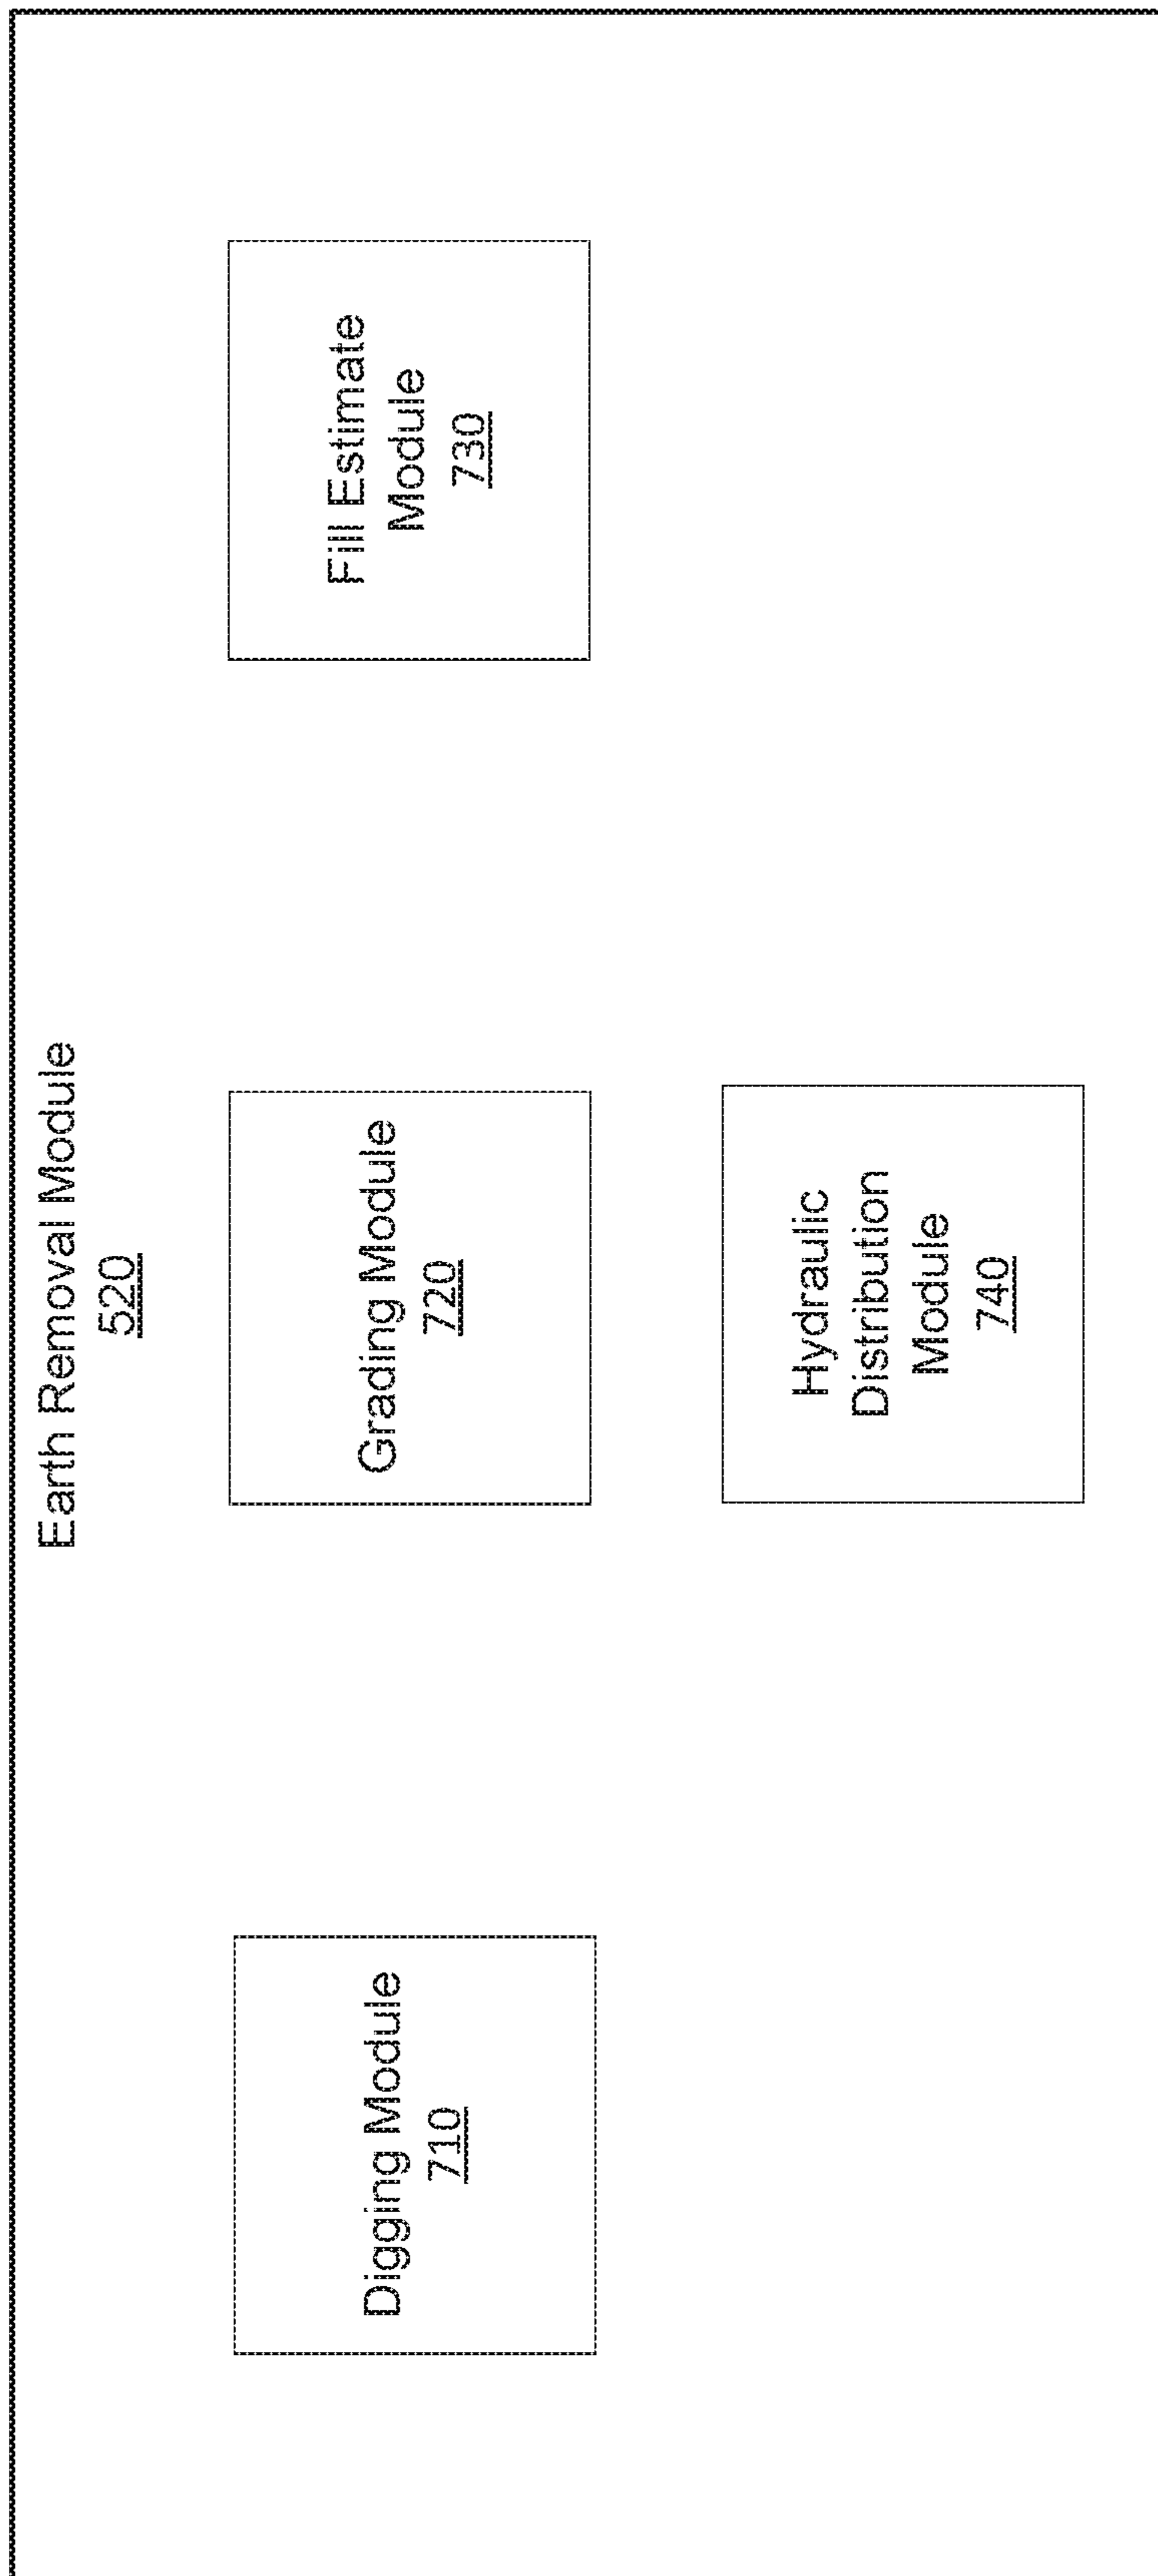 Earth Removal Module
520
Digging Module
710
Grading Module
720
Fill Estimate
Module
730
Hydraulic
Distribution
Module
740